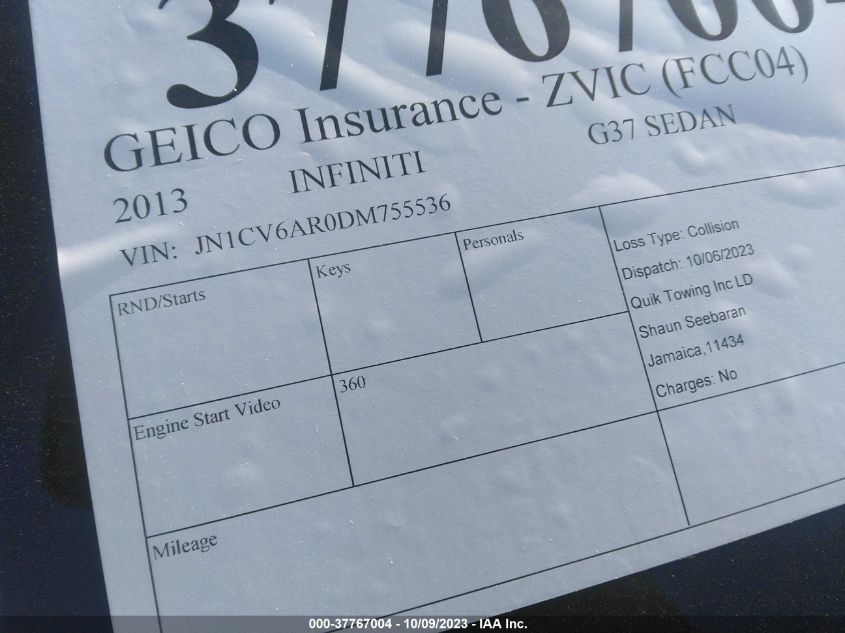 GEICO Insurance - ZVIC (FCC04)
2013 INFINITI G37 SEDAN
VIN: JN1CV6AR0DM755536
RND/Starts
Keys
Personals
Loss Type: Collision
Dispatch: 10/06/2023
Quik Towing Inc LD
Shaun Seebaran
Jamaica,11434
Charges: No
Engine Start Video
360
Mileage
000-37767004 - 10/09/2023 - IAA Inc.